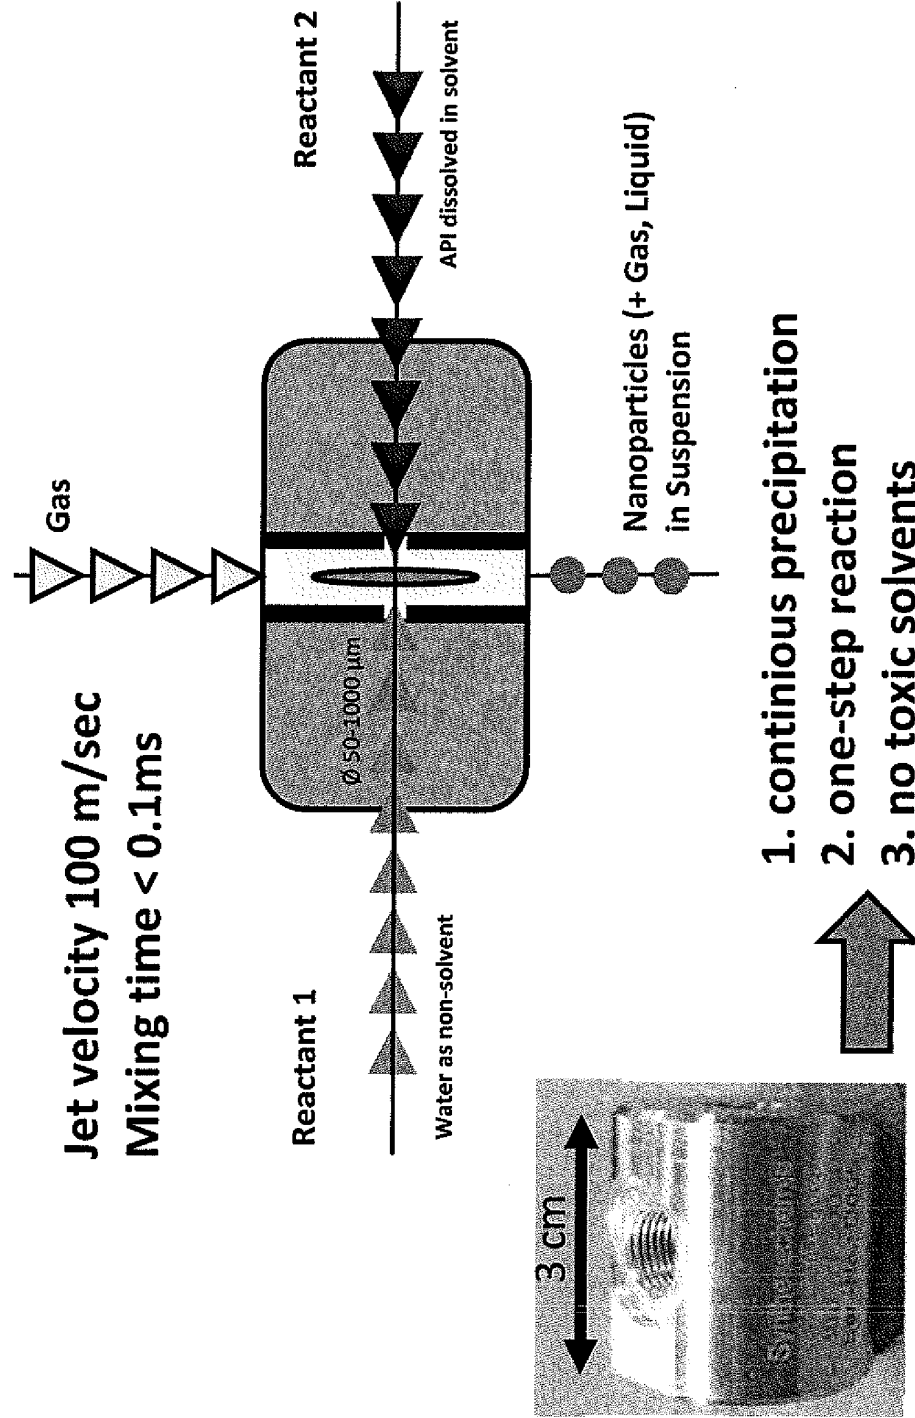 Jet velocity 100 m/sec
Mixing time < 0.1ms
Gas
Reactant 1
Water as non-solvent
Ø 50-1000 µm
Reactant 2
API dissolved in solvent
Nanoparticles (+ Gas, Liquid)
in Suspension
3 cm
1. continious precipitation
2. one-step reaction
3. no toxic solvents